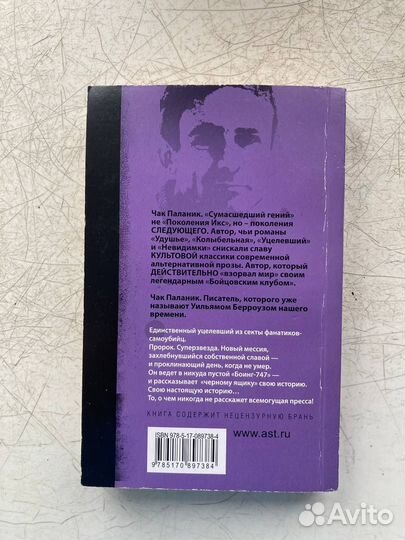 Чак Паланик. «Сумасшедший гений»
не «Поколения Икс», но – поколения
СЛЕДУЮЩЕГО. Автор, чьи романы
"Удушье", «Колыбельная», «Уцелевший»
и «Невидимки» снискали славу
КУЛЬТОВОЙ классики современной
альтернативной прозы. Автор, который
ДЕЙСТВИТЕЛЬНО «взорвал мир» своим
легендарным «Бойцовским клубом».
Чак Паланик. Писатель, которого уже
называют Уильямом Берроузом нашего
времени.
Единственный уцелевший из секты фанатиков-
самоубийц.
Пророк. Суперзвезда. Новый мессия,
захлебнувшийся собственной славой —
и проклинающий день, когда не умер.
Он ведет в никуда пустой «Боинг-747» —
и рассказывает «черному ящику» свою историю.
Свою настоящую историю…
То, о чем никогда не расскажет всемогущая пресса!
КНИГА СОДЕРЖИТ НЕЦЕНЗУРНУЮ БРАНЬ
www.ast.ru
ISBN 978-5-17-089738-4
9 785170 897384
Avito